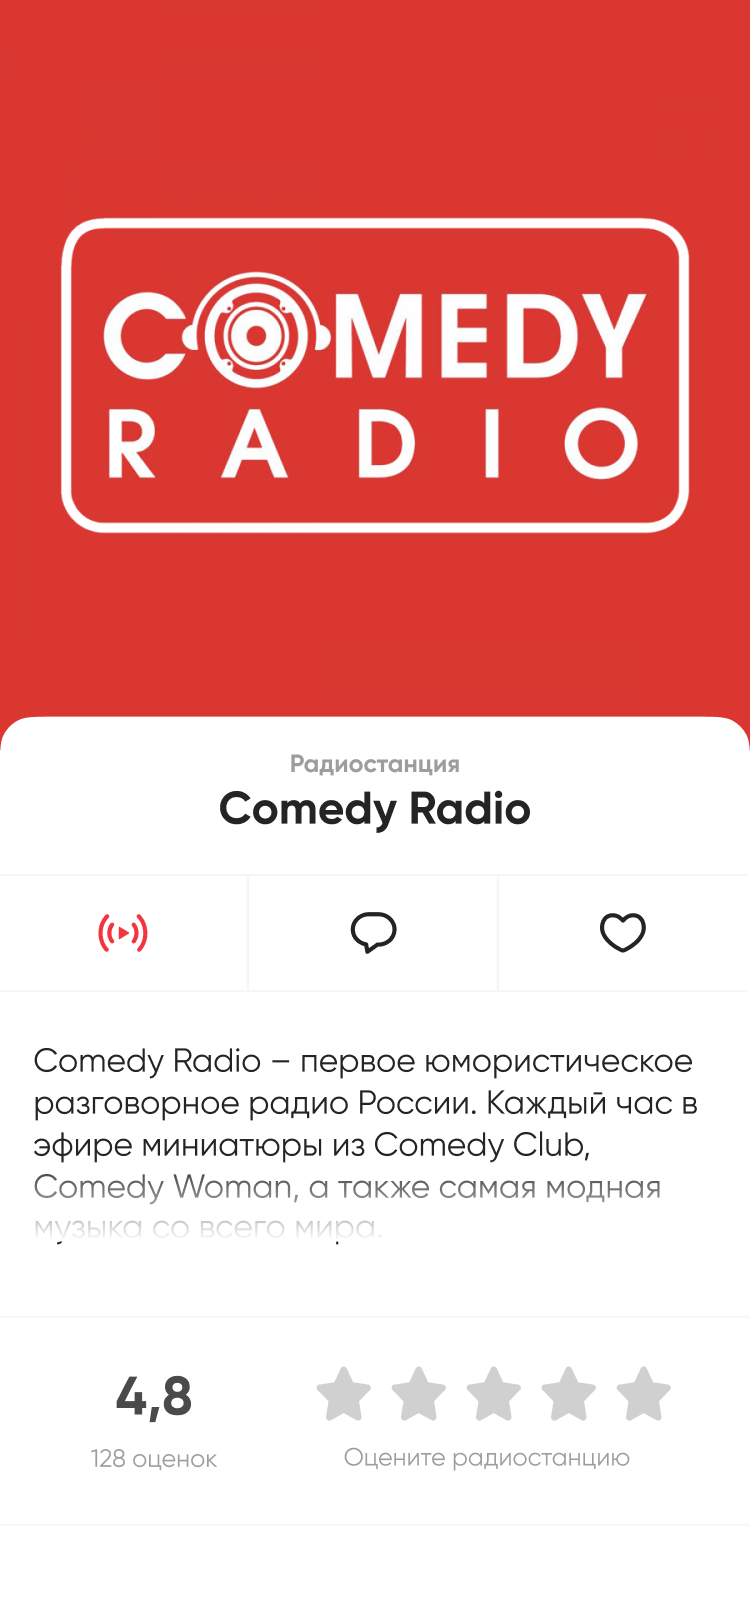 COMEDY
RADIO
Радиостанция
Comedy Radio
Comedy Radio – первое юмористическое
разговорное радио России. Каждый час в
эфире миниатюры из Comedy Club,
Comedy Woman, а также самая модная
музыка со всего мира.
4,8
128 оценок
Оцените радиостанцию